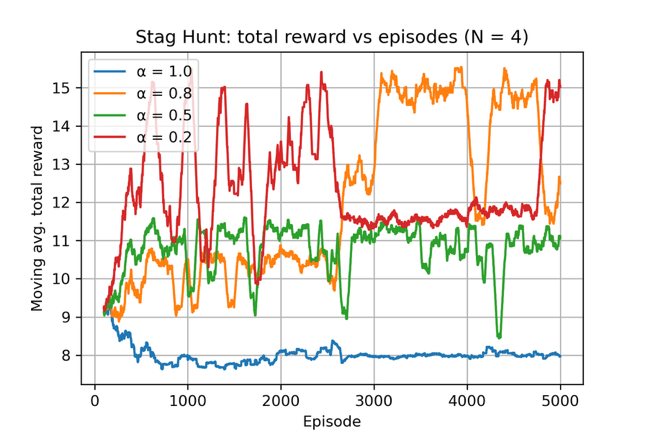 Stag Hunt: total reward vs episodes (N = 4)
α = 1.0
α = 0.8
α = 0.5
α = 0.2
Moving avg. total reward
15
14
13
12
11
10
9
8
0 1000 2000 3000 4000 5000
Episode